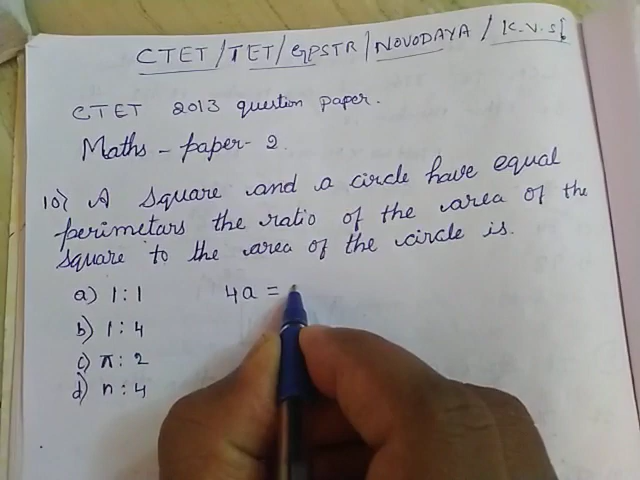 CTET / TET / GPSTR / NOVODAYA / K.V.S
CTET 2013 question paper.
Maths - paper - 2.
10) A Square and a circle have equal
perimetars the ratio of the area of the
square to the area of the circle is.
a) 1 : 1
4a =
b) 1 : 4
c) π : 2
d) n : 4